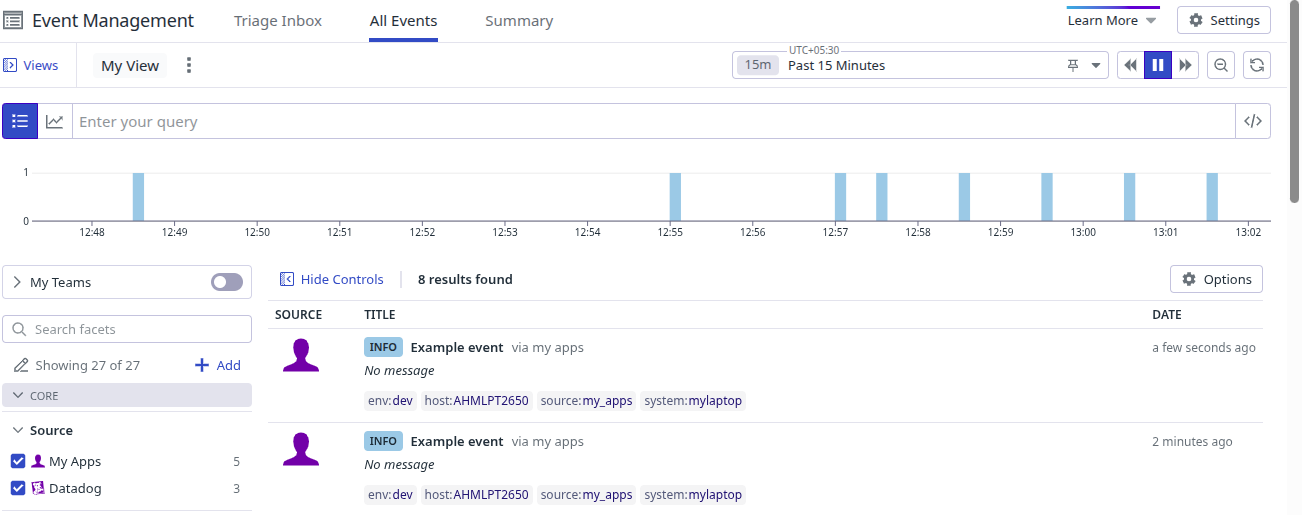 Event Management Triage Inbox All Events Summary Learn More Settings
Views My View 15m UTC+05:30 Past 15 Minutes
Enter your query </>
1
0
12:48 12:49 12:50 12:51 12:52 12:53 12:54 12:55 12:56 12:57 12:58 12:59 13:00 13:01 13:02
My Teams
Hide Controls 8 results found Options
Search facets
SOURCE TITLE DATE
Showing 27 of 27 Add
INFO Example event via my apps a few seconds ago
No message
env:dev host:AHMLPT2650 source:my_apps system:mylaptop
CORE
Source
INFO Example event via my apps 2 minutes ago
No message
env:dev host:AHMLPT2650 source:my_apps system:mylaptop
My Apps 5
Datadog 3